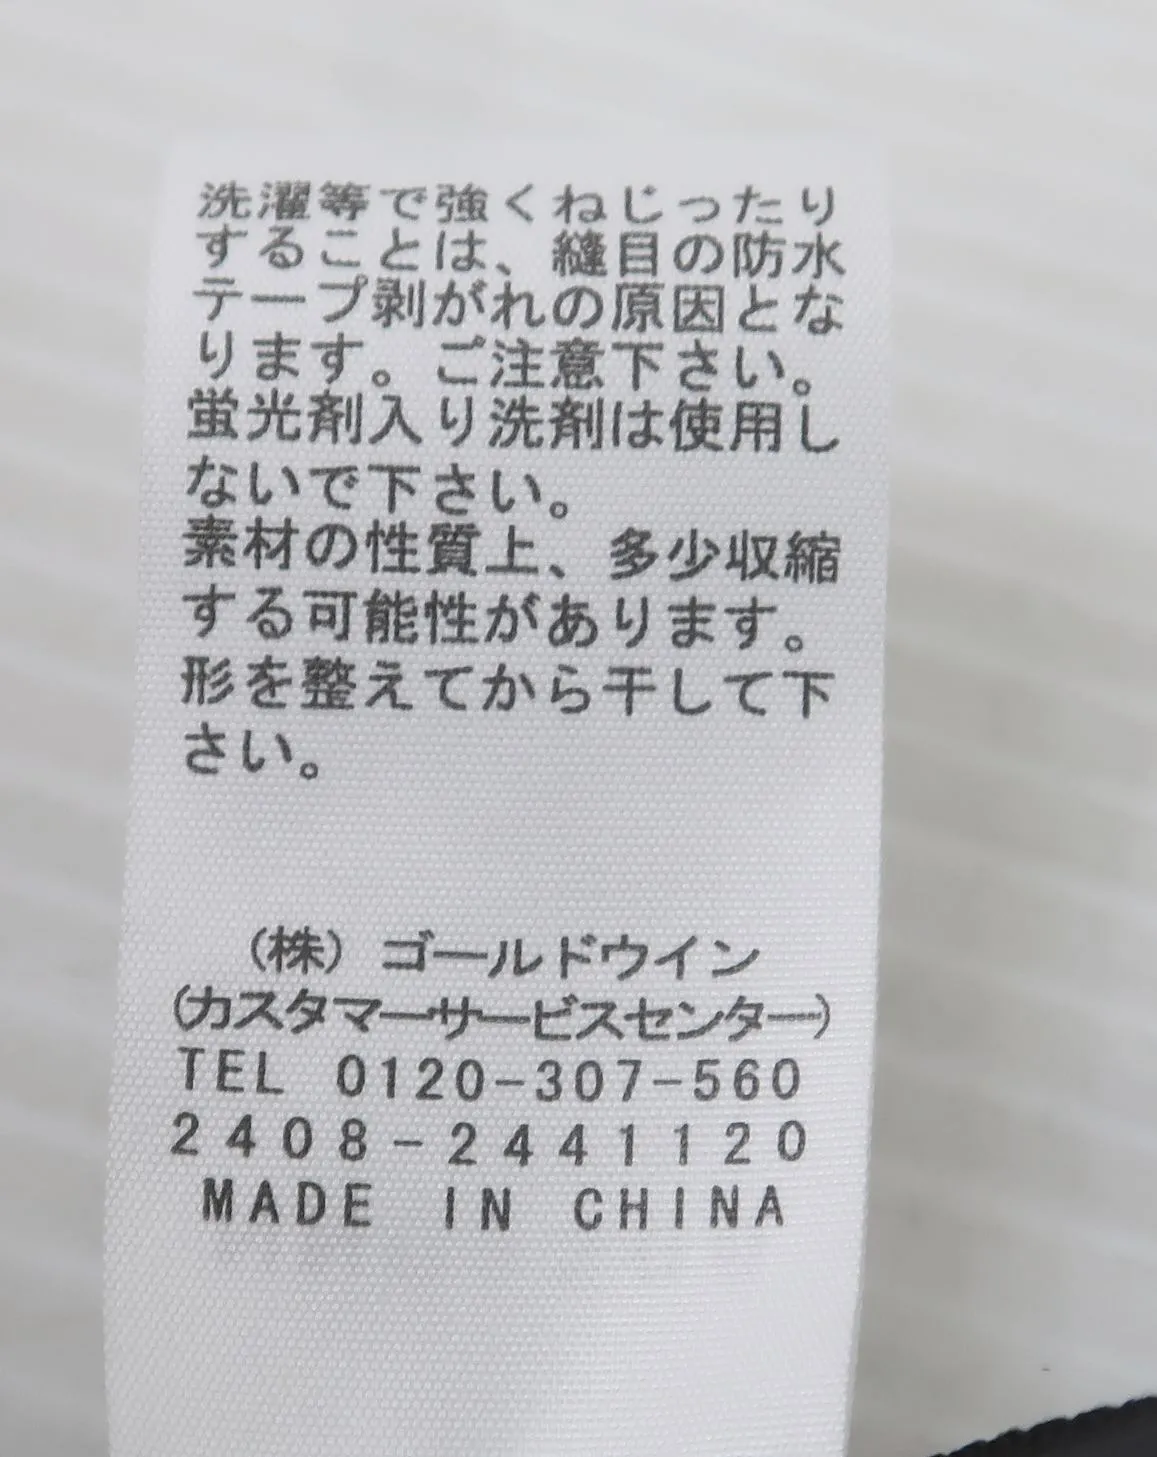 洗濯等で強くねじったり
することは、縫目の防水
テープ剥がれの原因とな
ります。ご注意下さい。
蛍光剤入り洗剤は使用し
ないで下さい。
素材の性質上、多少収縮
する可能性があります。
形を整えてから干して下
さい。
(株)ゴールドウイン
(カスタマーサービスセンター)
TEL 0120-307-560
2408-2441120
MADE IN CHINA